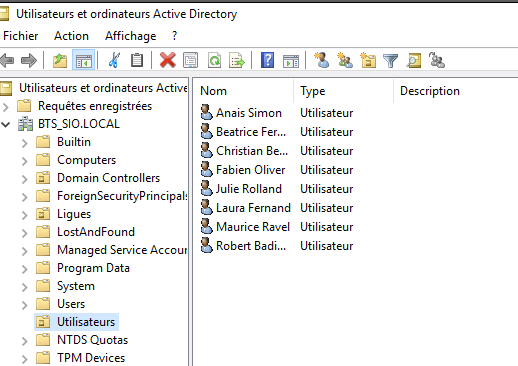 Utilisateurs et ordinateurs Active Directory
Fichier Action Affichage ?
Utilisateurs et ordinateurs Active
Requêtes enregistrées
BTS_SIO.LOCAL
Builtin
Computers
Domain Controllers
ForeignSecurityPrincipals
Ligues
LostAndFound
Managed Service Accour
Program Data
System
Users
Utilisateurs
NTDS Quotas
TPM Devices
Nom Type Description
Anais Simon Utilisateur
Beatrice Fer... Utilisateur
Christian Be... Utilisateur
Fabien Oliver Utilisateur
Julie Rolland Utilisateur
Laura Fernand Utilisateur
Maurice Ravel Utilisateur
Robert Badi... Utilisateur